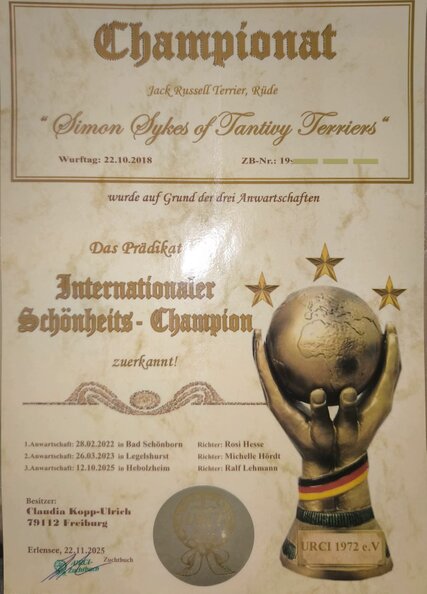 Championat
Jack Russell Terrier, Rüde
"Simon Sykes of Tantivy Terriers"
Wurftag: 22.10.2018 ZB-Nr.: 19
wurde auf Grund der drei Anwartschaften
Das Prädikat
Internationaler
Schönheits - Champion
zuerkannt!
1.Anwartschaft: 28.02.2022 in Bad Schönborn Richter: Rosi Hesse
2.Anwartschaft: 26.03.2023 in Legelshurst Richter: Michelle Hördt
3.Anwartschaft: 12.10.2025 in Hebolzheim Richter: Ralf Lehmann
Besitzer:
Claudia Kopp-Ulrich
79112 Freiburg
Erlensee, 22.11.2025
Zuchtbuch
URCI
Zuchtbuch
URCI 1972 e.V